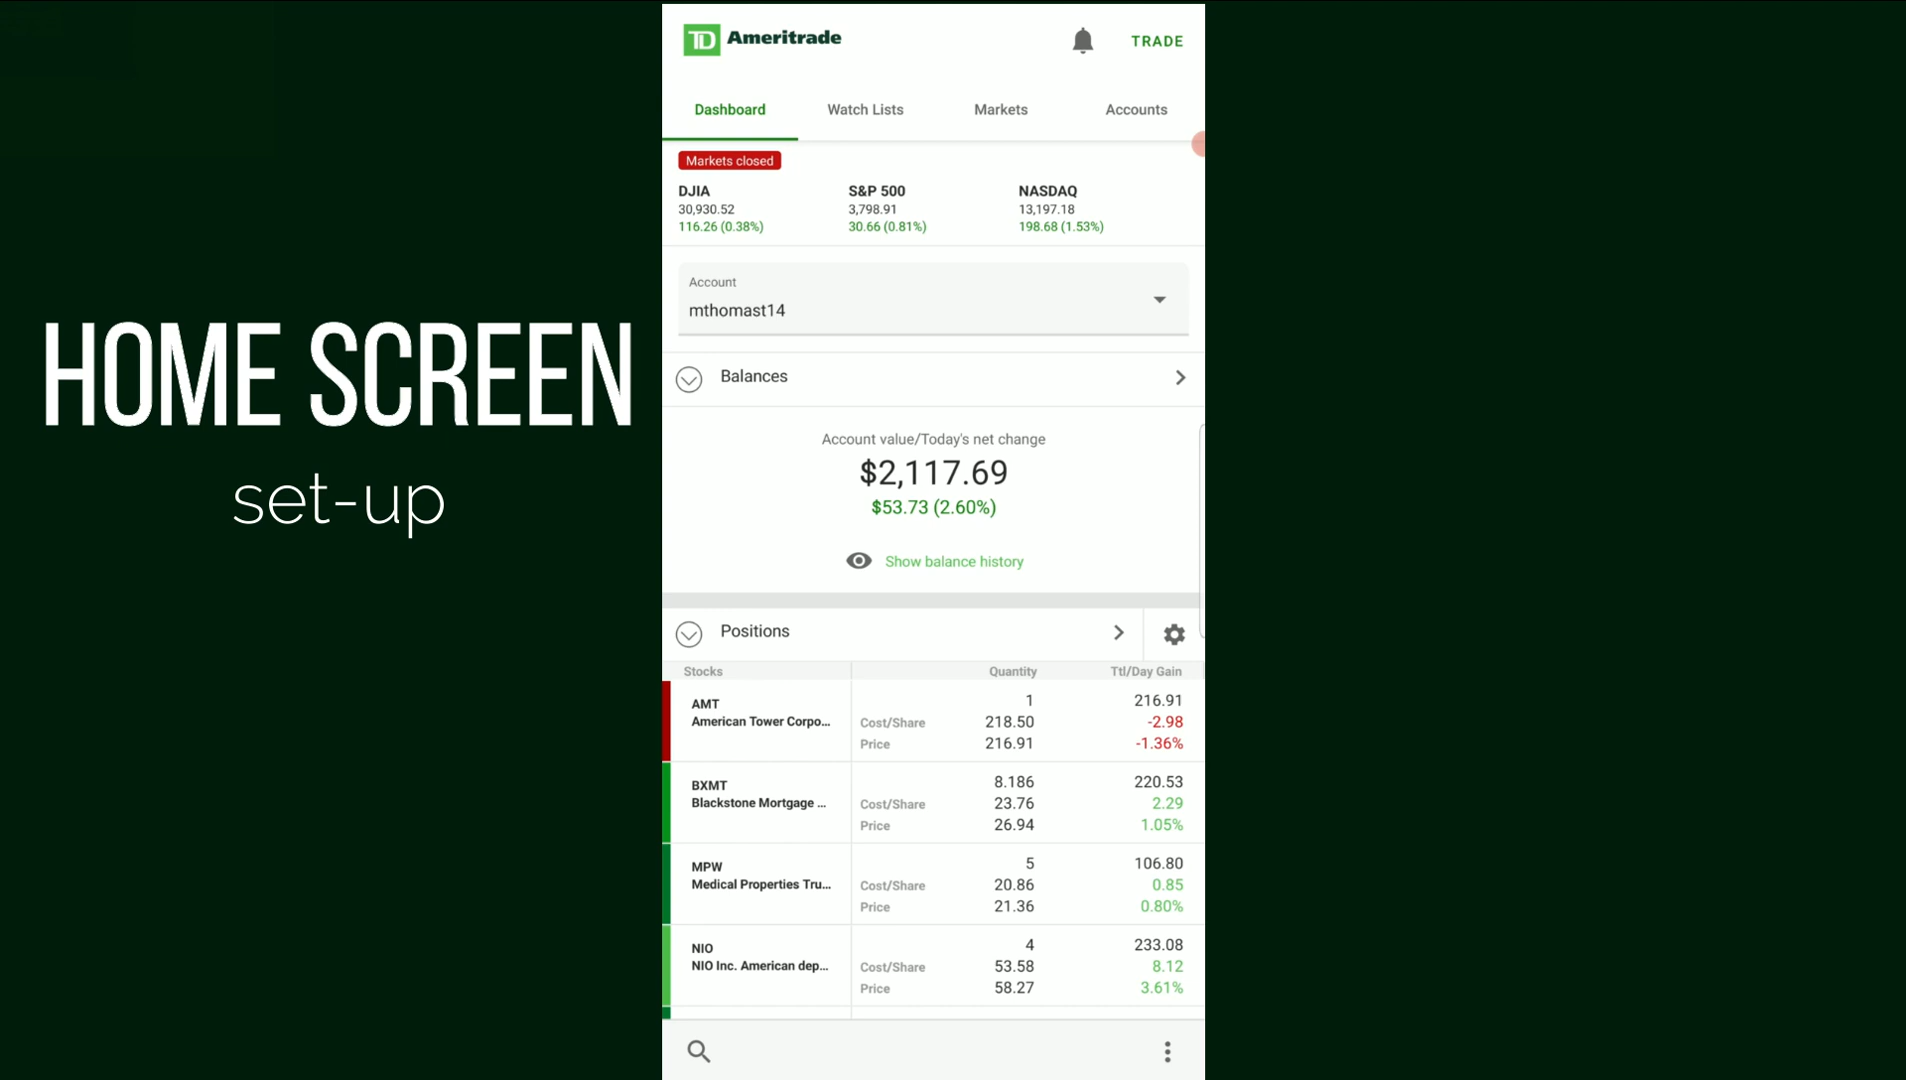 HOME SCREEN
set-up
TD Ameritrade
TRADE
Dashboard Watch Lists Markets Accounts
Markets closed
DJIA S&P 500 NASDAQ
30,930.52 3,798.91 13,197.18
116.26 (0.38%) 30.66 (0.81%) 198.68 (1.53%)
Account
mthomast14
Balances
Account value/Today's net change
$2,117.69
$53.73 (2.60%)
Show balance history
Positions
Stocks Quantity Ttl/Day Gain
AMT 1 216.91
American Tower Corpo... Cost/Share 218.50 -2.98
Price 216.91 -1.36%
BXMT 8.186 220.53
Blackstone Mortgage ... Cost/Share 23.76 2.29
Price 26.94 1.05%
MPW 5 106.80
Medical Properties Tru... Cost/Share 20.86 0.85
Price 21.36 0.80%
NIO 4 233.08
NIO Inc. American dep... Cost/Share 53.58 8.12
Price 58.27 3.61%